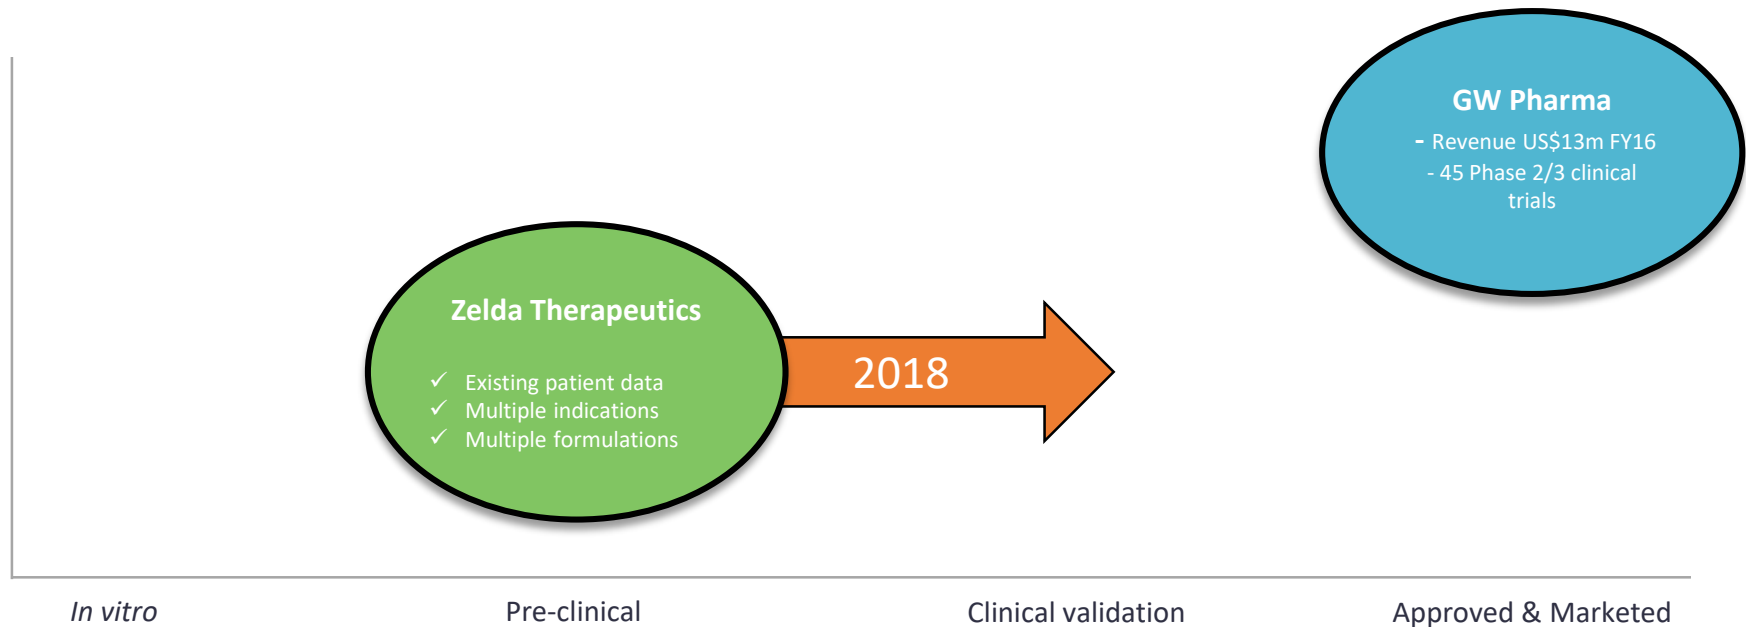 GW Pharma
- Revenue US$13m FY16
- 45 Phase 2/3 clinical
trials
Zelda Therapeutics
✓ Existing patient data
✓ Multiple indications
✓ Multiple formulations
2018
In vitro
Pre-clinical
Clinical validation
Approved & Marketed